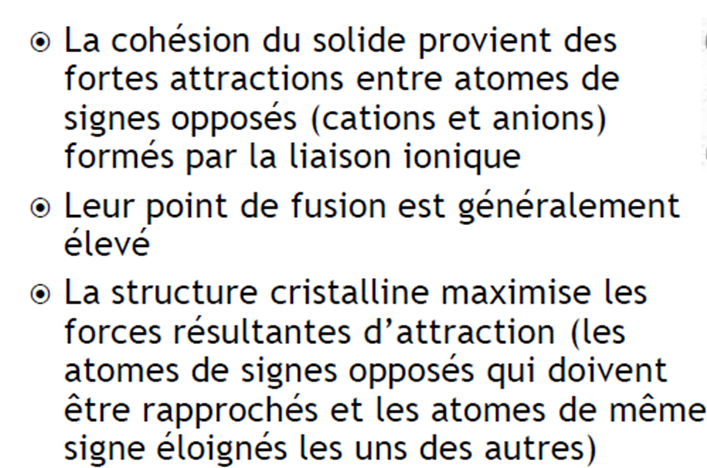 ◉ La cohésion du solide provient des
fortes attractions entre atomes de
signes opposés (cations et anions)
formés par la liaison ionique
◉ Leur point de fusion est généralement
élevé
◉ La structure cristalline maximise les
forces résultantes d’attraction (les
atomes de signes opposés qui doivent
être rapprochés et les atomes de même
signe éloignés les uns des autres)